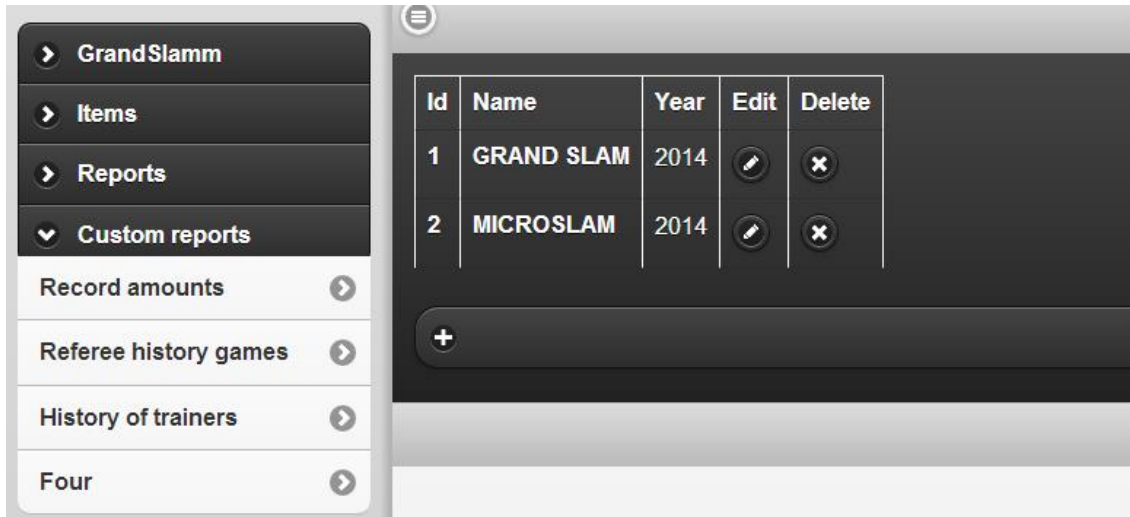 GrandSlamm
Items
Reports
Custom reports
Record amounts
Referee history games
History of trainers
Four
Id Name Year Edit Delete
1 GRAND SLAM 2014
2 MICROSLAM 2014